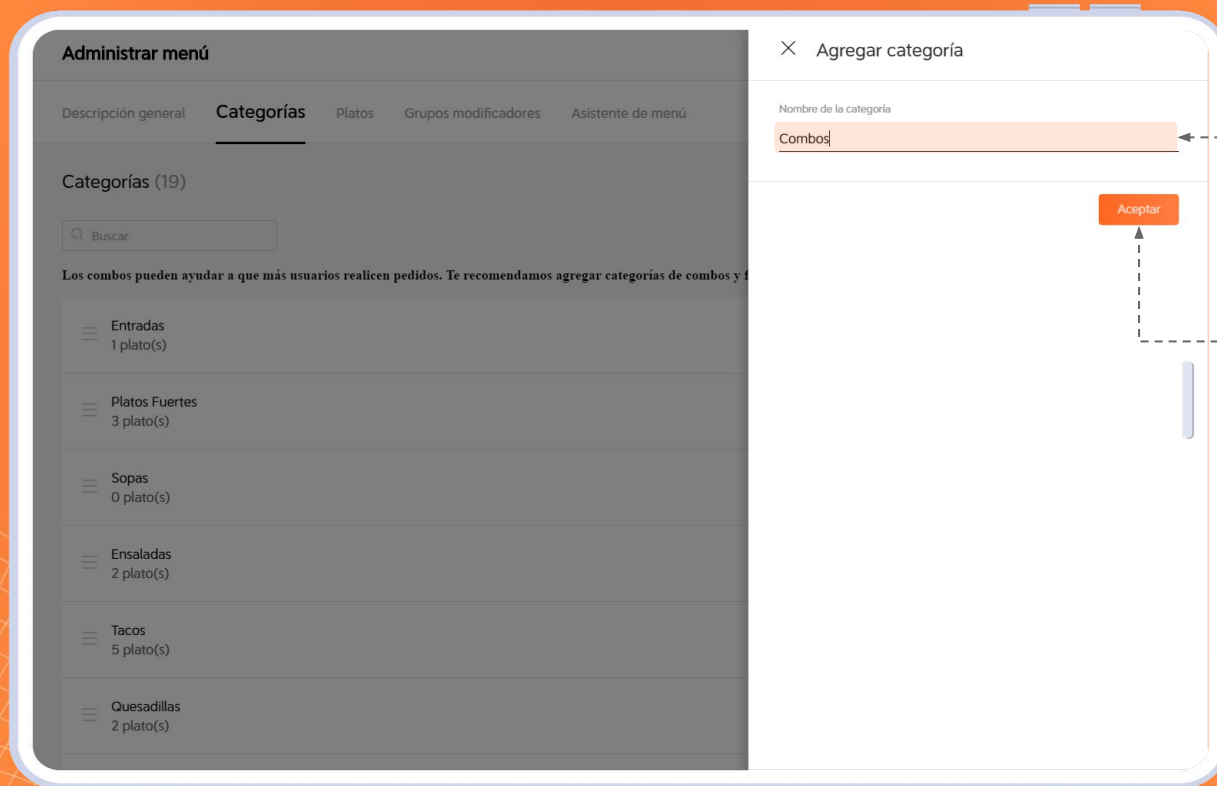 Administrar menú
Descripción general Categorías Platos Grupos modificadores Asistente de menú
Categorías (19)
Buscar
Los combos pueden ayudar a que más usuarios realicen pedidos. Te recomendamos agregar categorías de combos y
Entradas
1 plato(s)
Platos Fuertes
3 plato(s)
Sopas
0 plato(s)
Ensaladas
2 plato(s)
Tacos
5 plato(s)
Quesadillas
2 plato(s)
Agregar categoría
Nombre de la categoría
Combos
Aceptar